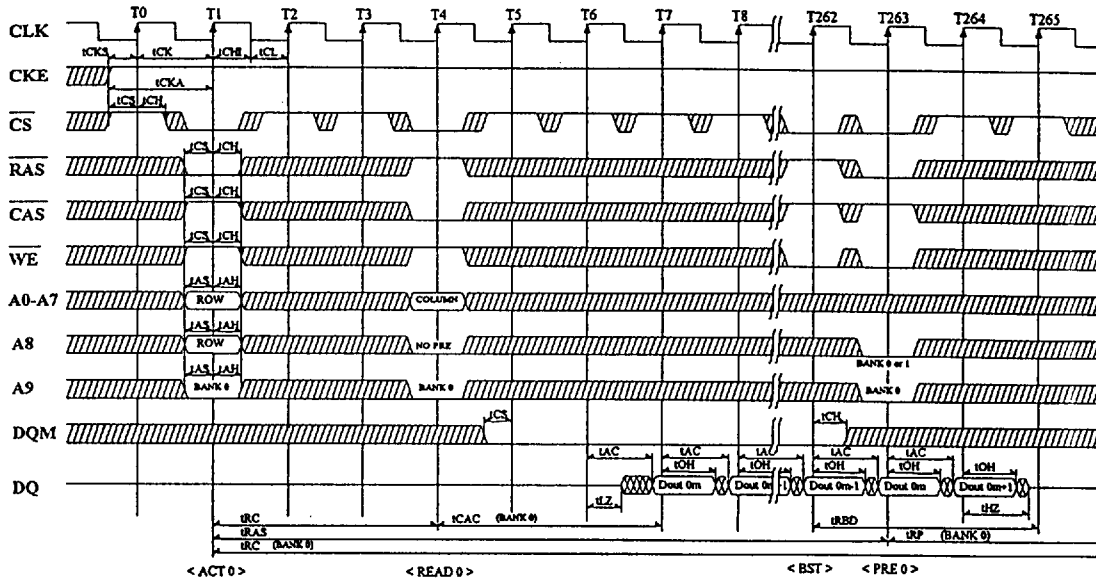 T0 T1 T2 T3 T4 T5 T6 T7 T8 T262 T263 T264 T265
CLK
tCKS tCK tCHI tCL
CKE
tCKA
tCS tCH
CS
tCS tCH
RAS
tCS tCH
CAS
tCS tCH
WE
tAS tAH
A0-A7 ROW COLUMN
tAS tAH
A8 ROW NO PRE
tAS tAH BANK 0 or 1
A9 BANK 0 BANK 0 BANK 0
tCS tCH
DQM
tAC tAC tAC tAC tAC
tOH tOH tOH tOH tOH
DQ Dout 0m Dout 0m+1 Dout 0m-1 Dout 0m Dout 0m+1
tLZ tHZ
tRC tCAC (BANK 0) tRBD
tRAS tRP (BANK 0)
tRC (BANK 0)
< ACT 0 > < READ 0 > < BST > < PRE 0 >